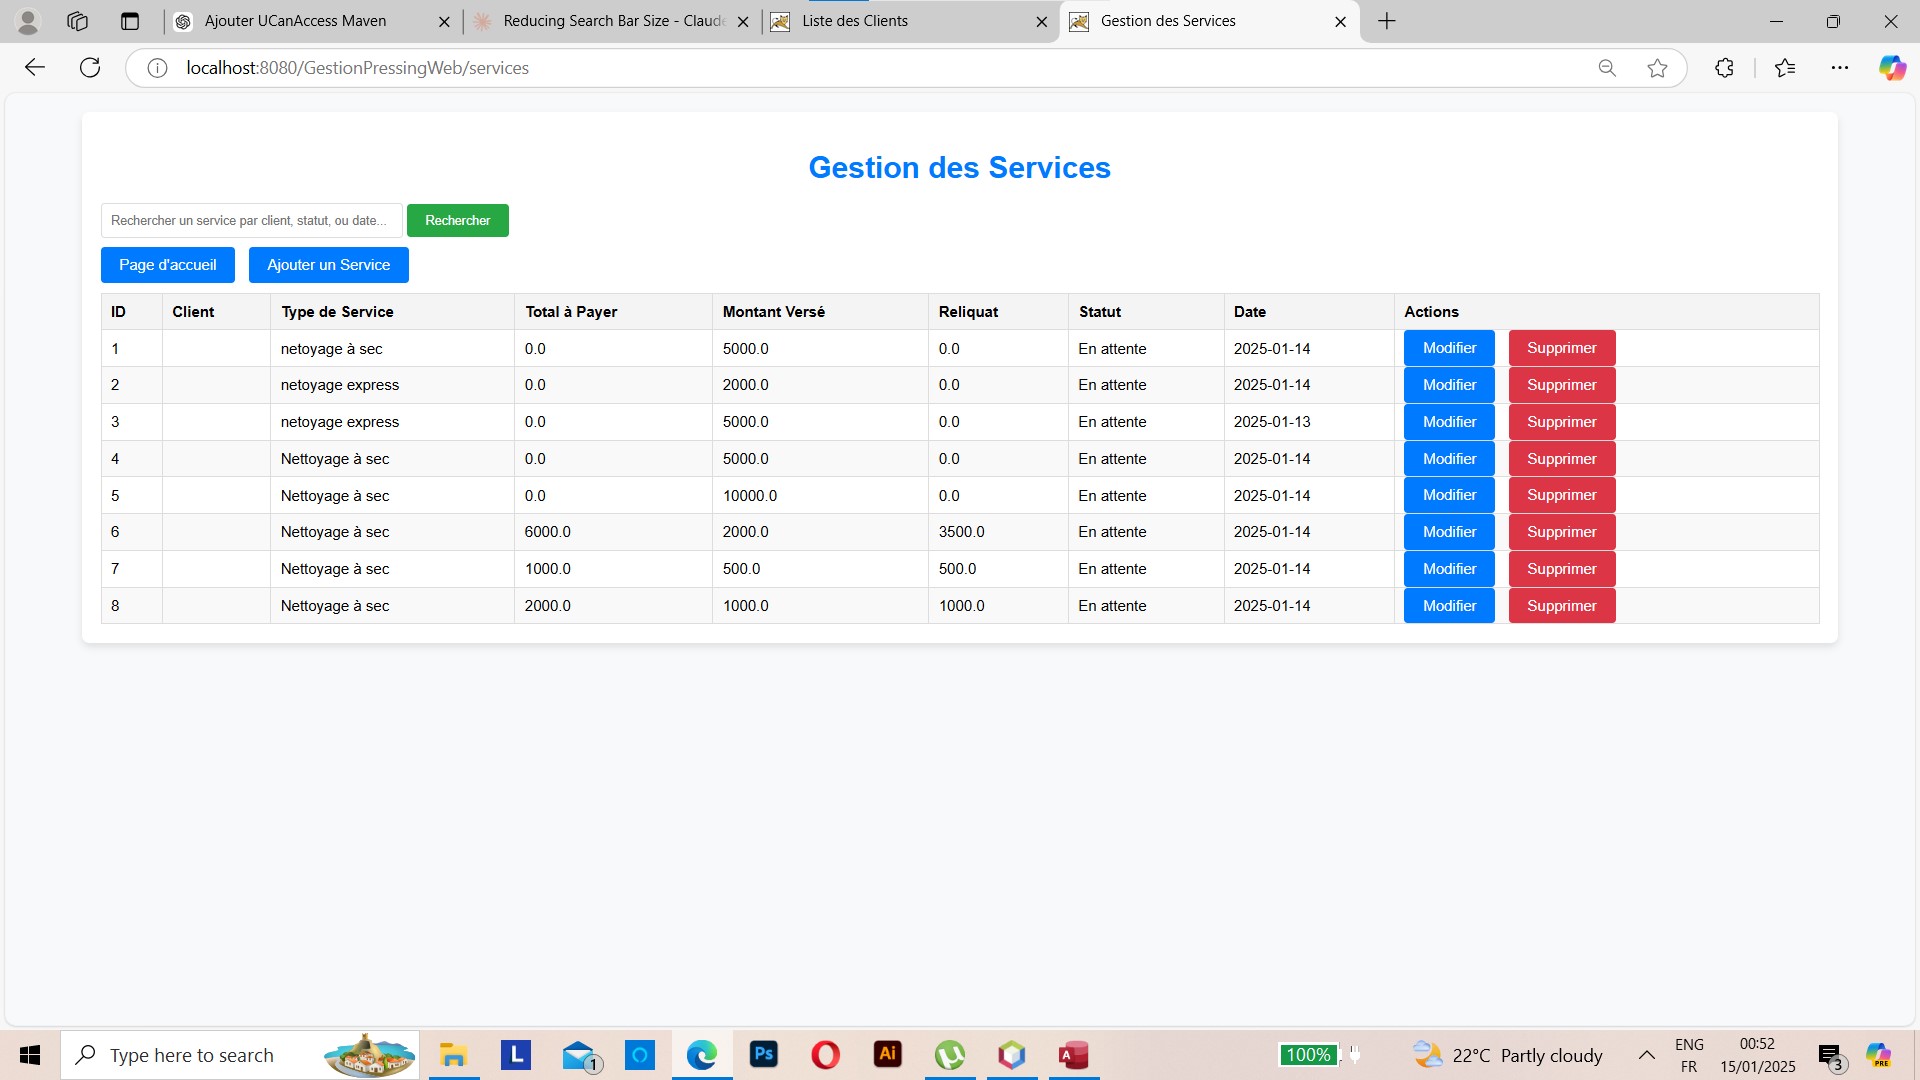 Ajouter UCanAccess Maven
Reducing Search Bar Size - Claude
Liste des Clients
Gestion des Services
localhost:8080/GestionPressingWeb/services
Gestion des Services
Rechercher un service par client, statut, ou date... Rechercher
Page d'accueil Ajouter un Service
ID Client Type de Service Total à Payer Montant Versé Reliquat Statut Date Actions
1 netoyage à sec 0.0 5000.0 0.0 En attente 2025-01-14 Modifier Supprimer
2 netoyage express 0.0 2000.0 0.0 En attente 2025-01-14 Modifier Supprimer
3 netoyage express 0.0 5000.0 0.0 En attente 2025-01-13 Modifier Supprimer
4 Nettoyage à sec 0.0 5000.0 0.0 En attente 2025-01-14 Modifier Supprimer
5 Nettoyage à sec 0.0 10000.0 0.0 En attente 2025-01-14 Modifier Supprimer
6 Nettoyage à sec 6000.0 2000.0 3500.0 En attente 2025-01-14 Modifier Supprimer
7 Nettoyage à sec 1000.0 500.0 500.0 En attente 2025-01-14 Modifier Supprimer
8 Nettoyage à sec 2000.0 1000.0 1000.0 En attente 2025-01-14 Modifier Supprimer
Type here to search
L
1
Ps
Ai
A
100%
22°C Partly cloudy
ENG
FR
00:52
15/01/2025
3
PRE